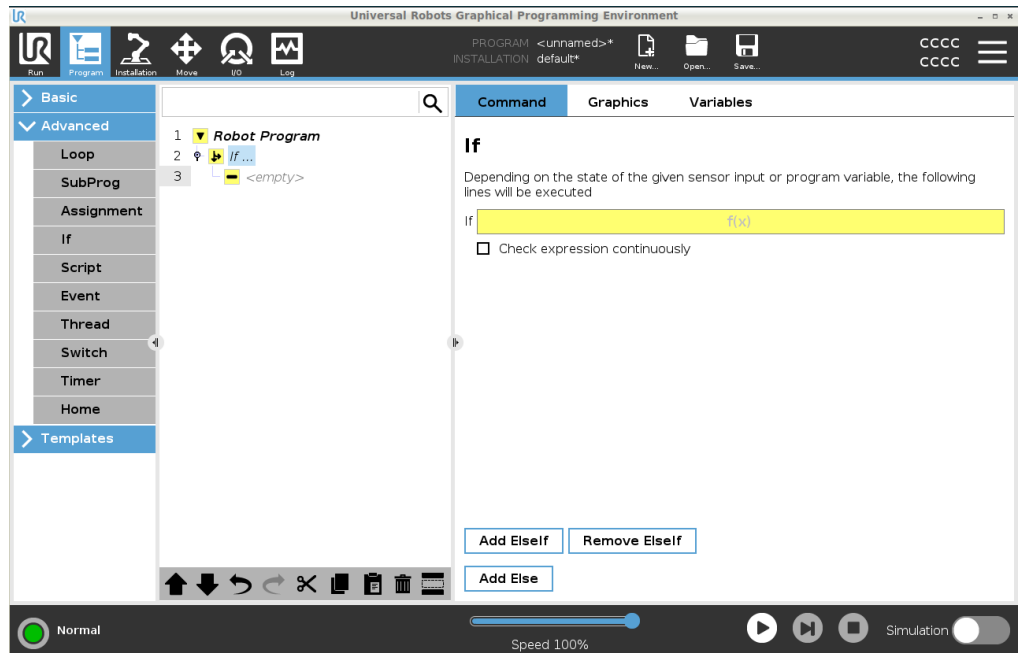 Universal Robots Graphical Programming Environment
PROGRAM <unnamed>*
INSTALLATION default*
Run Program Installation Move I/O Log
New... Open... Save...
CCCC
CCCC
Basic
Advanced
Loop
SubProg
Assignment
If
Script
Event
Thread
Switch
Timer
Home
Templates
1 Robot Program
2 If ...
3 <empty>
Command Graphics Variables
If
Depending on the state of the given sensor input or program variable, the following
lines will be executed
If f(x)
Check expression continuously
Add ElseIf Remove ElseIf
Add Else
Normal
Speed 100%
Simulation